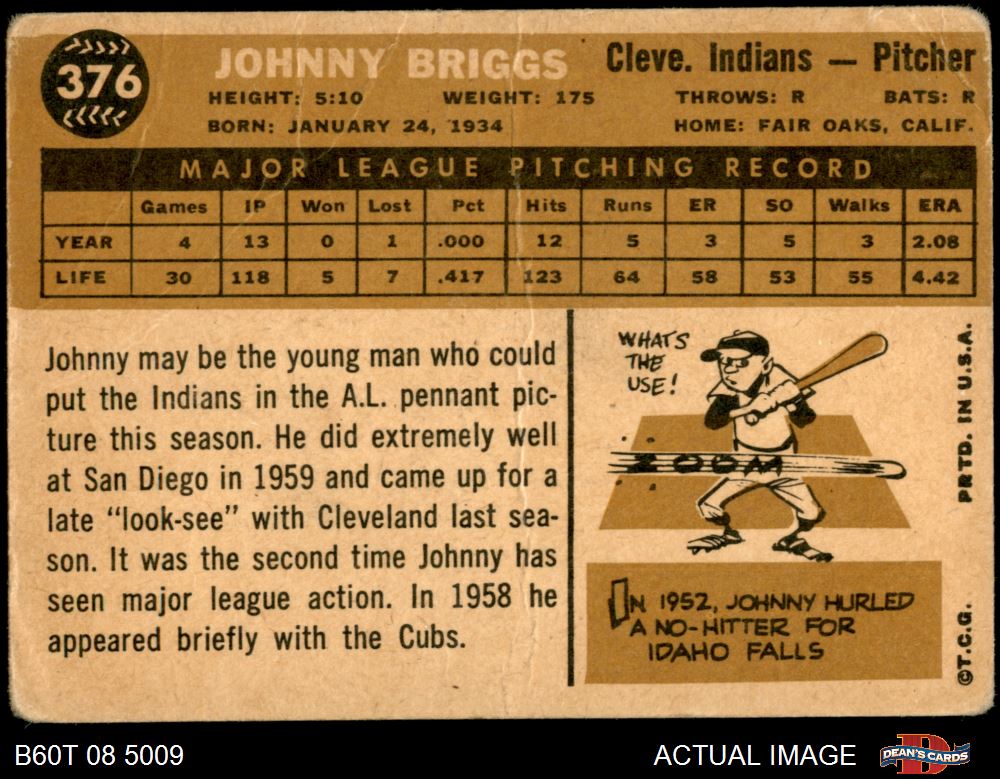 376
JOHNNY BRIGGS Cleve. Indians — Pitcher
HEIGHT: 5:10 WEIGHT: 175 THROWS: R BATS: R
BORN: JANUARY 24, 1934 HOME: FAIR OAKS, CALIF.
MAJOR LEAGUE PITCHING RECORD
Games IP Won Lost Pct Hits Runs ER SO Walks ERA
YEAR 4 13 0 1 .000 12 5 3 5 3 2.08
LIFE 30 118 5 7 .417 123 64 58 53 55 4.42
Johnny may be the young man who could
put the Indians in the A.L. pennant pic-
ture this season. He did extremely well
at San Diego in 1959 and came up for a
late "look-see" with Cleveland last sea-
son. It was the second time Johnny has
seen major league action. In 1958 he
appeared briefly with the Cubs.
WHAT'S
THE
USE!
ZOOM
IN 1952, JOHNNY HURLED
A NO-HITTER FOR
IDAHO FALLS
©T.C.G. PRTD. IN U.S.A.
B60T 08 5009 ACTUAL IMAGE
D
DEAN'S CARDS